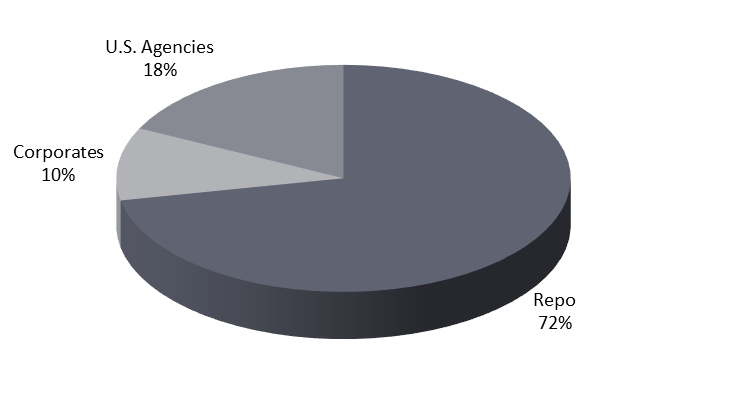 U.S. Agencies
18%
Corporates
10%
Repo
72%